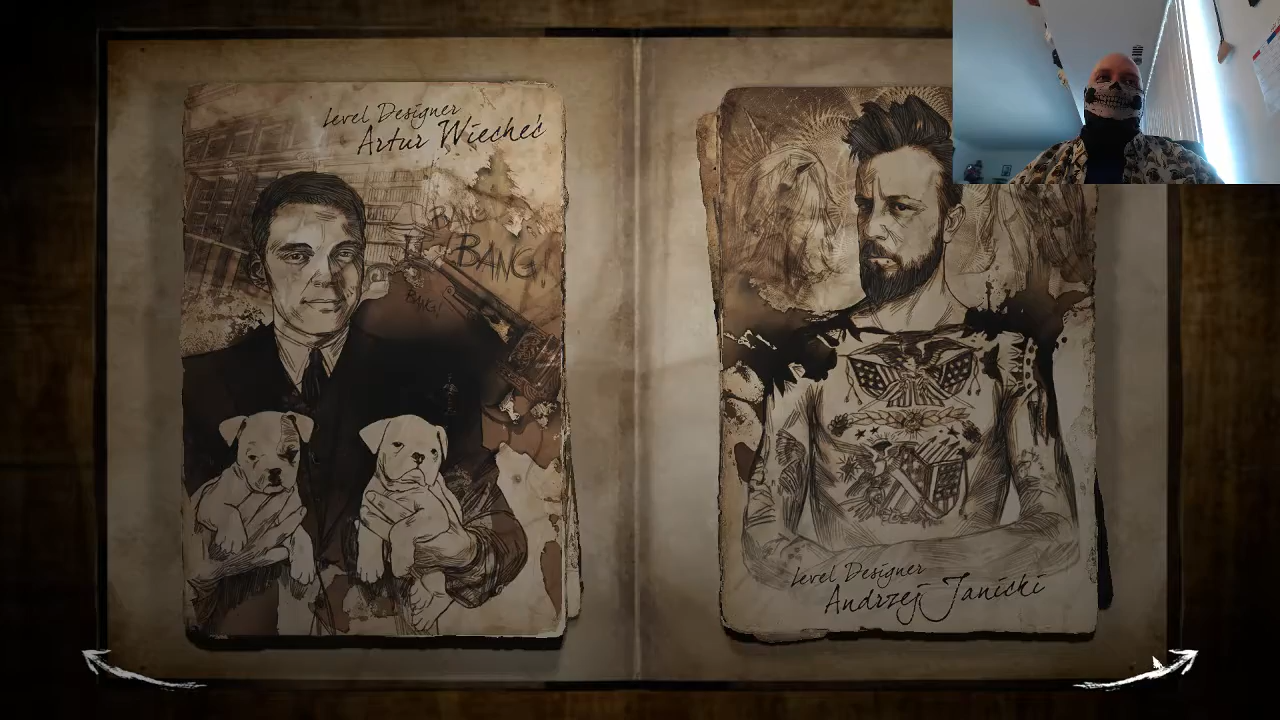 Level Designer
Artur Wiecheć
BANG
BANG!
BANG!
Level Designer
Andrzej Janicki